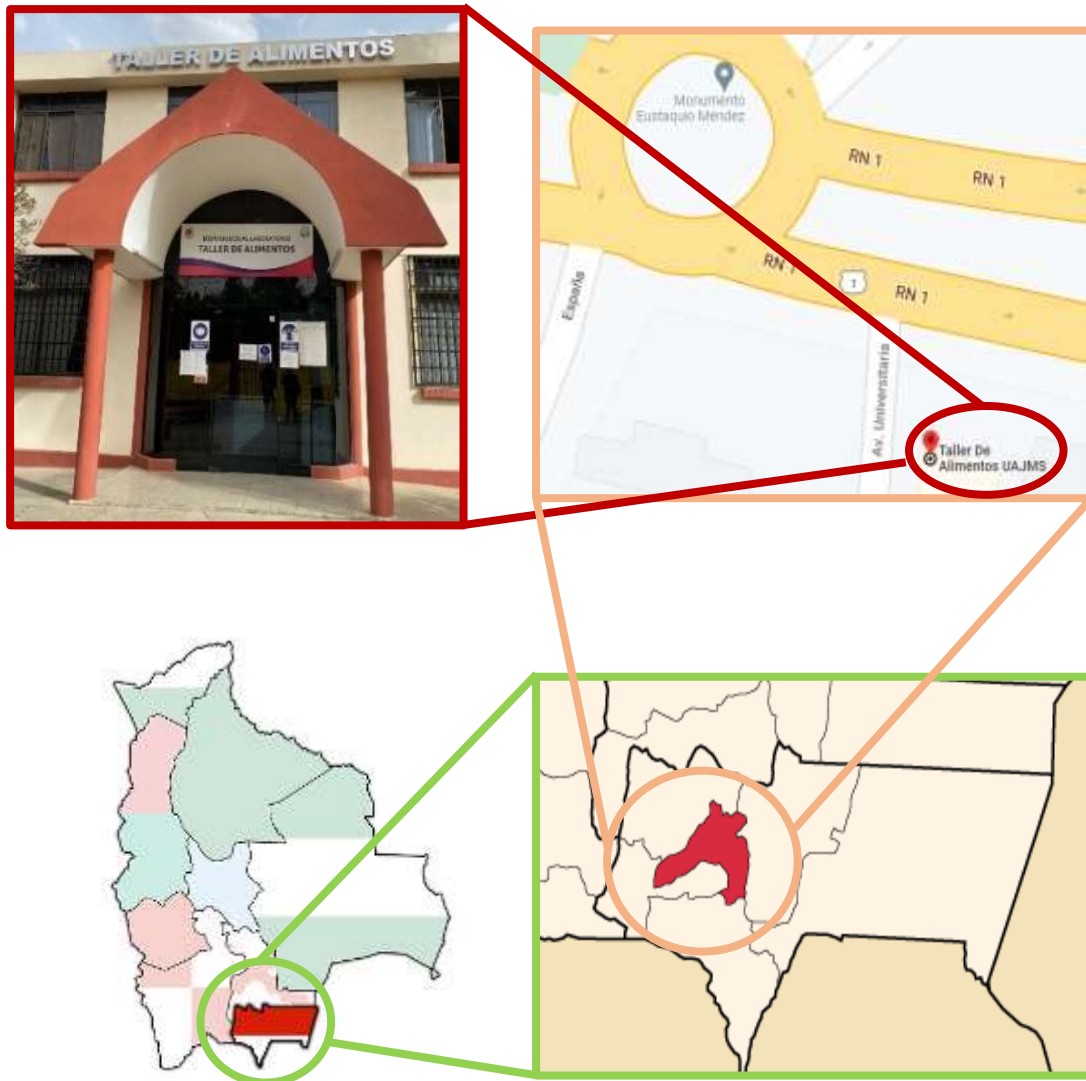 TALLER DE ALIMENTOS
TALLER DE ALIMENTOS
Monumento
Eustaquio Méndez
RN 1
RN 1
RN 1
1
RN 1
España
Av. Universitaria
Taller De
Alimentos UAJMS